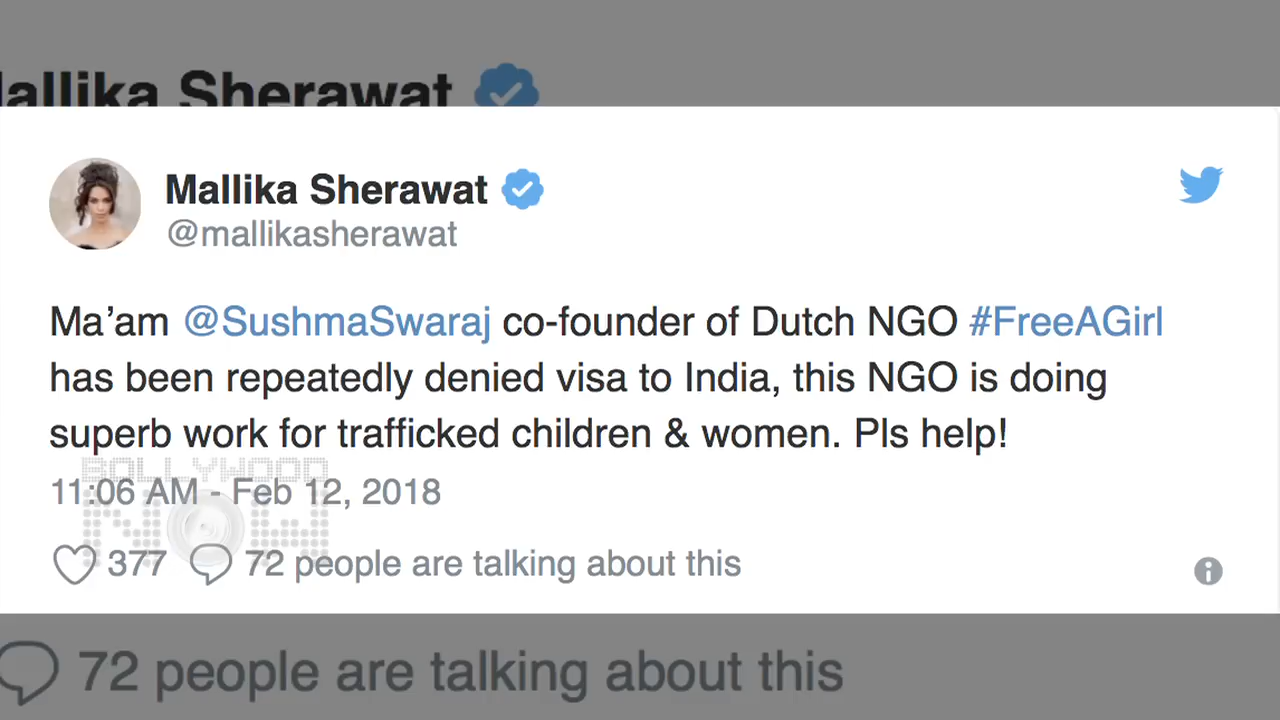 Mallika Sherawat
Mallika Sherawat
@mallikasherawat
Ma’am @SushmaSwaraj co-founder of Dutch NGO #FreeAGirl
has been repeatedly denied visa to India, this NGO is doing
superb work for trafficked children & women. Pls help!
BOLLYWOOD
11:06 AM - Feb 12, 2018
NOW
377 72 people are talking about this
72 people are talking about this